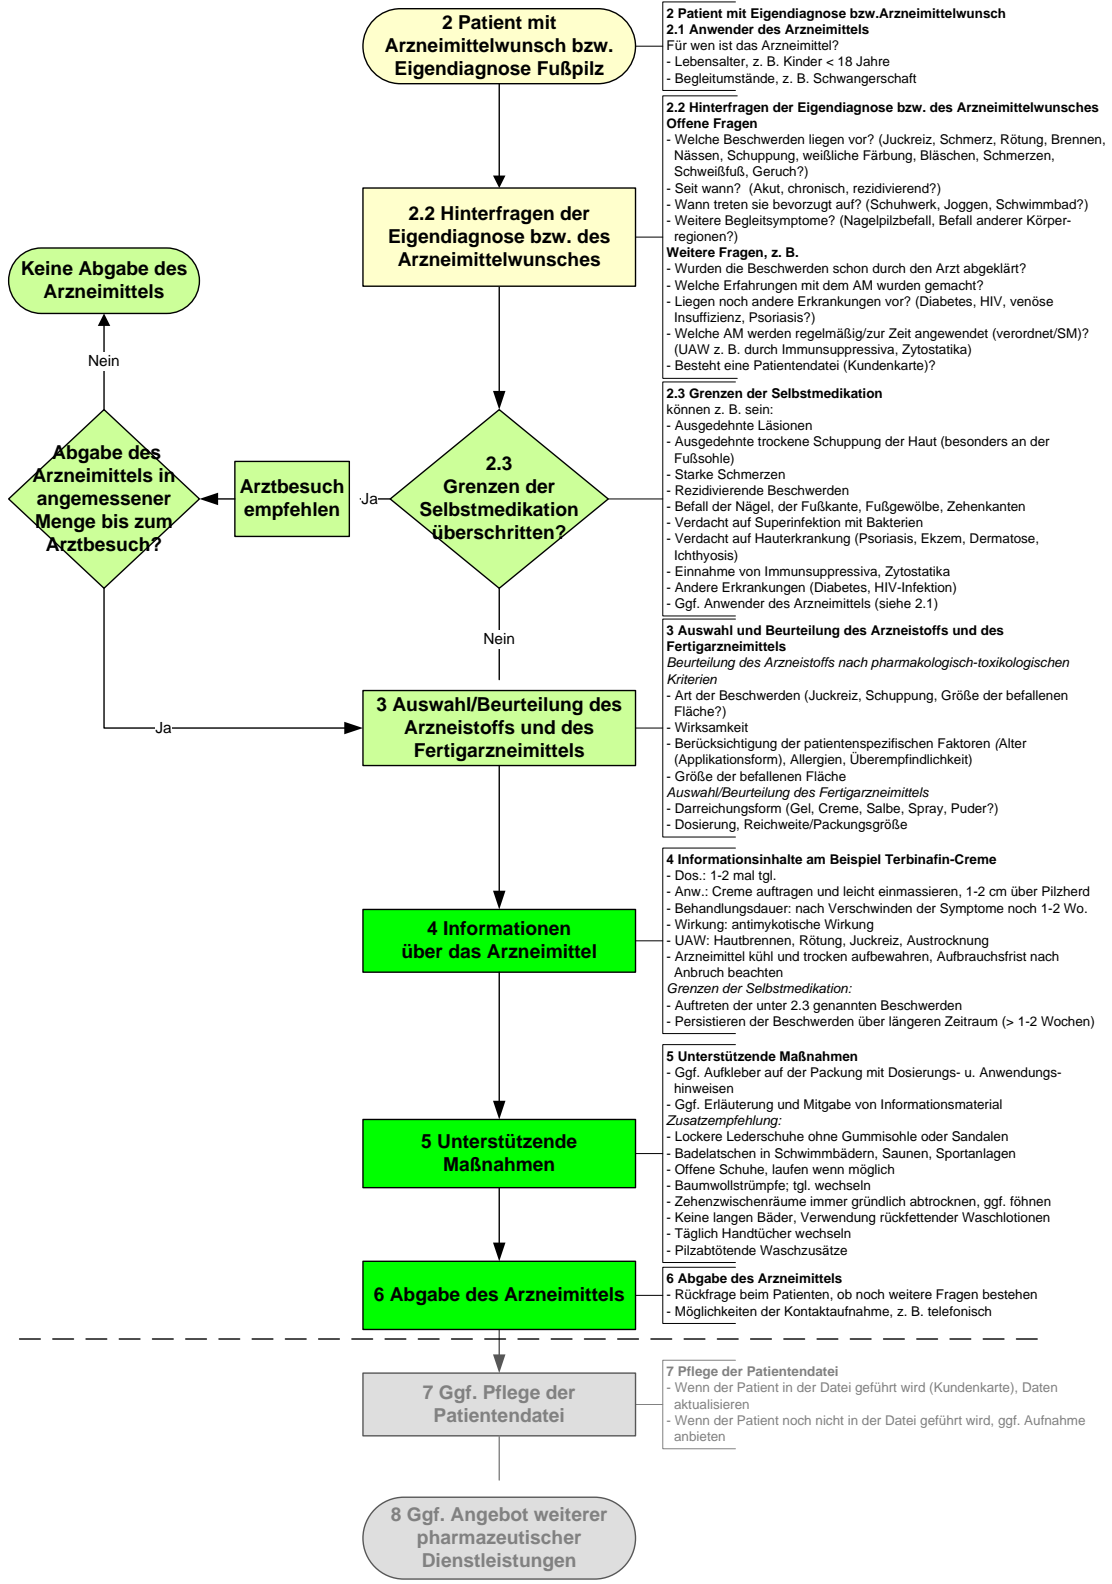 2 Patient mit
Arzneimittelwunsch bzw.
Eigendiagnose Fußpilz
2 Patient mit Eigendiagnose bzw.Arzneimittelwunsch
2.1 Anwender des Arzneimittels
Für wen ist das Arzneimittel?
- Lebensalter, z. B. Kinder < 18 Jahre
- Begleitumstände, z. B. Schwangerschaft
2.2 Hinterfragen der
Eigendiagnose bzw. des
Arzneimittelwunsches
2.2 Hinterfragen der Eigendiagnose bzw. des Arzneimittelwunsches
Offene Fragen
- Welche Beschwerden liegen vor? (Juckreiz, Schmerz, Rötung, Brennen,
Nässen, Schuppung, weißliche Färbung, Bläschen, Schmerzen,
Schweißfuß, Geruch?)
- Seit wann? (Akut, chronisch, rezidivierend?)
- Wann treten sie bevorzugt auf? (Schuhwerk, Joggen, Schwimmbad?)
- Weitere Begleitsymptome? (Nagelpilzbefall, Befall anderer Körper-
regionen?)
Weitere Fragen, z. B.
- Wurden die Beschwerden schon durch den Arzt abgeklärt?
- Welche Erfahrungen mit dem AM wurden gemacht?
- Liegen noch andere Erkrankungen vor? (Diabetes, HIV, venöse
Insuffizienz, Psoriasis?)
- Welche AM werden regelmäßig/zur Zeit angewendet (verordnet/SM)?
(UAW z. B. durch Immunsuppressiva, Zytostatika)
- Besteht eine Patientendatei (Kundenkarte)?
Keine Abgabe des
Arzneimittels
Nein
Abgabe des
Arzneimittels in
angemessener
Menge bis zum
Arztbesuch?
Arztbesuch
empfehlen
Ja
2.3
Grenzen der
Selbstmedikation
überschritten?
2.3 Grenzen der Selbstmedikation
können z. B. sein:
- Ausgedehnte Läsionen
- Ausgedehnte trockene Schuppung der Haut (besonders an der
Fußsohle)
- Starke Schmerzen
- Rezidivierende Beschwerden
- Befall der Nägel, der Fußkante, Fußgewölbe, Zehenkanten
- Verdacht auf Superinfektion mit Bakterien
- Verdacht auf Hauterkrankung (Psoriasis, Ekzem, Dermatose,
Ichthyosis)
- Einnahme von Immunsuppressiva, Zytostatika
- Andere Erkrankungen (Diabetes, HIV-Infektion)
- Ggf. Anwender des Arzneimittels (siehe 2.1)
Nein
Ja
3 Auswahl/Beurteilung des
Arzneistoffs und des
Fertigarzneimittels
3 Auswahl und Beurteilung des Arzneistoffs und des
Fertigarzneimittels
Beurteilung des Arzneistoffs nach pharmakologisch-toxikologischen
Kriterien
- Art der Beschwerden (Juckreiz, Schuppung, Größe der befallenen
Fläche?)
- Wirksamkeit
- Berücksichtigung der patientenspezifischen Faktoren (Alter
(Applikationsform), Allergien, Überempfindlichkeit)
- Größe der befallenen Fläche
Auswahl/Beurteilung des Fertigarzneimittels
- Darreichungsform (Gel, Creme, Salbe, Spray, Puder?)
- Dosierung, Reichweite/Packungsgröße
4 Informationen
über das Arzneimittel
4 Informationsinhalte am Beispiel Terbinafin-Creme
- Dos.: 1-2 mal tgl.
- Anw.: Creme auftragen und leicht einmassieren, 1-2 cm über Pilzherd
- Behandlungsdauer: nach Verschwinden der Symptome noch 1-2 Wo.
- Wirkung: antimykotische Wirkung
- UAW: Hautbrennen, Rötung, Juckreiz, Austrocknung
- Arzneimittel kühl und trocken aufbewahren, Aufbrauchsfrist nach
Anbruch beachten
Grenzen der Selbstmedikation:
- Auftreten der unter 2.3 genannten Beschwerden
- Persistieren der Beschwerden über längeren Zeitraum (> 1-2 Wochen)
5 Unterstützende
Maßnahmen
5 Unterstützende Maßnahmen
- Ggf. Aufkleber auf der Packung mit Dosierungs- u. Anwendungs-
hinweisen
- Ggf. Erläuterung und Mitgabe von Informationsmaterial
Zusatzempfehlung:
- Lockere Lederschuhe ohne Gummisohle oder Sandalen
- Badelatschen in Schwimmbädern, Saunen, Sportanlagen
- Offene Schuhe, laufen wenn möglich
- Baumwollstrümpfe; tgl. wechseln
- Zehenzwischenräume immer gründlich abtrocknen, ggf. föhnen
- Keine langen Bäder, Verwendung rückfettender Waschlotionen
- Täglich Handtücher wechseln
- Pilzabtötende Waschzusätze
6 Abgabe des Arzneimittels
6 Abgabe des Arzneimittels
- Rückfrage beim Patienten, ob noch weitere Fragen bestehen
- Möglichkeiten der Kontaktaufnahme, z. B. telefonisch
7 Ggf. Pflege der
Patientendatei
7 Pflege der Patientendatei
- Wenn der Patient in der Datei geführt wird (Kundenkarte), Daten
aktualisieren
- Wenn der Patient noch nicht in der Datei geführt wird, ggf. Aufnahme
anbieten
8 Ggf. Angebot weiterer
pharmazeutischer
Dienstleistungen